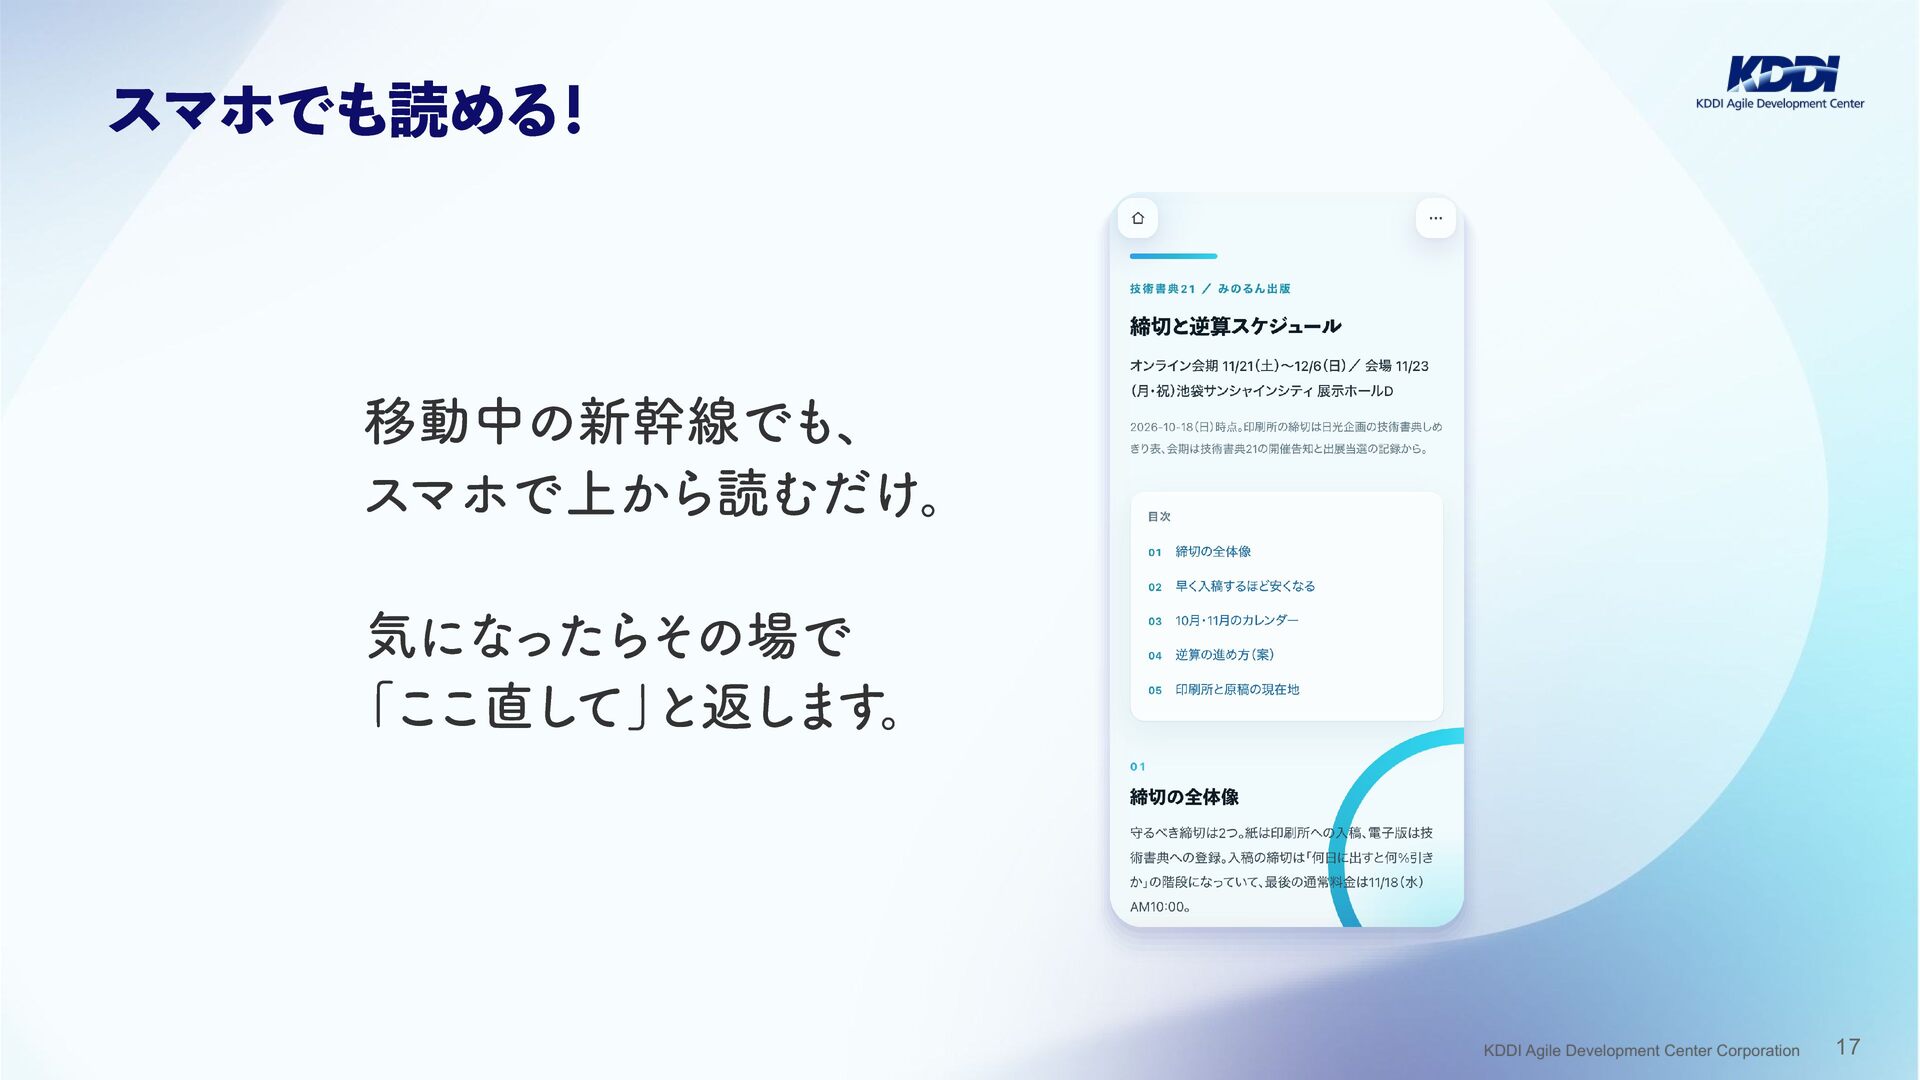 スマホでも読める！
KDDI
KDDI Agile Development Center
移動中の新幹線でも、
スマホで上から読むだけ。
気になったらその場で
「ここ直して」と返します。
技術書典21 ／ みのるん出版
締切と逆算スケジュール
オンライン会期 11/21（土）〜12/6（日）／ 会場 11/23
（月・祝）池袋サンシャインシティ 展示ホールD
2026-10-18（日）時点。印刷所の締切は日光企画の技術書典しめ
きり表、会期は技術書典21の開催告知と出展当選の記録から。
目次
01 締切の全体像
02 早く入稿するほど安くなる
03 10月・11月のカレンダー
04 逆算の進め方（案）
05 印刷所と原稿の現在地
01
締切の全体像
守るべき締切は2つ。紙は印刷所への入稿、電子版は技
術書典への登録。入稿の締切は「何日に出すと何％引き
か」の階段になっていて、最後の通常料金は11/18（水）
AM10:00。
KDDI Agile Development Center Corporation
17